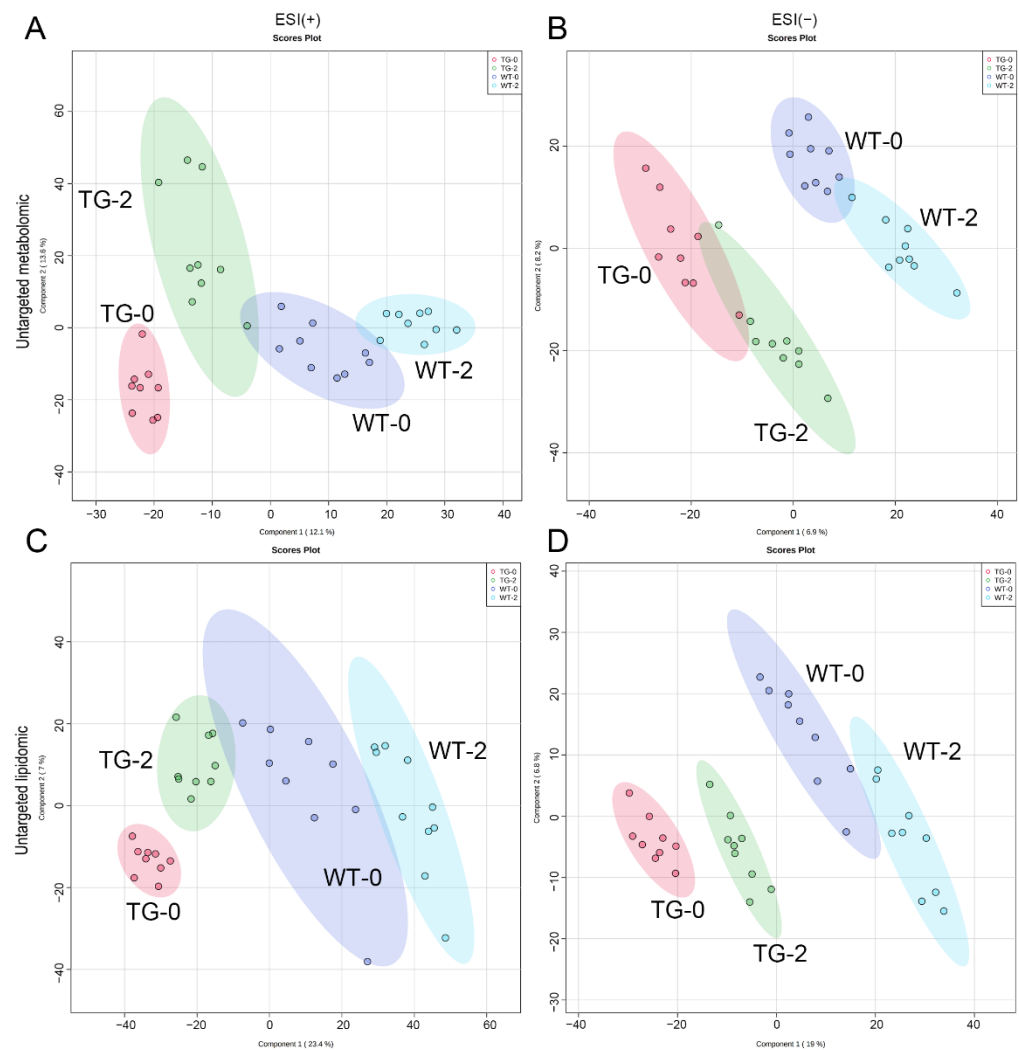 ESI(+)
ESI(−)
Untargeted metabolomic
Untargeted lipidomic
A
Scores Plot
TG-0
TG-2
WT-0
WT-2
TG-2
TG-0
WT-0
WT-2
60
40
20
0
−20
−40
−30
−20
−10
0
10
20
30
40
Component 2 ( 13.6 %)
Component 1 ( 12.1 %)
B
Scores Plot
TG-0
TG-2
WT-0
WT-2
WT-0
WT-2
TG-0
TG-2
20
0
−20
−40
−40
−20
0
20
40
Component 2 ( 8.2 %)
Component 1 ( 6.9 %)
C
Scores Plot
TG-0
TG-2
WT-0
WT-2
TG-2
WT-2
WT-0
TG-0
40
20
0
−20
−40
−40
−20
0
20
40
60
Component 2 ( 7 %)
Component 1 ( 23.4 %)
D
Scores Plot
TG-0
TG-2
WT-0
WT-2
WT-0
WT-2
TG-0
TG-2
40
30
20
10
0
−10
−20
−30
−40
−20
0
20
40
Component 2 ( 6.8 %)
Component 1 ( 19 %)